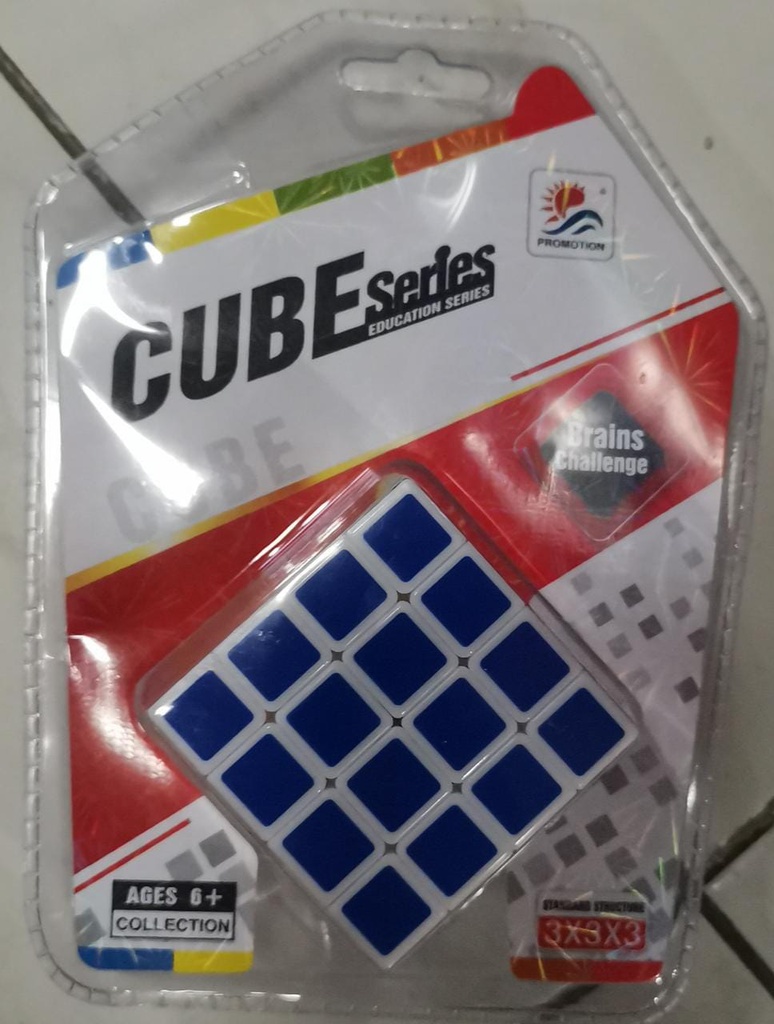 PROMOTION
CUBE series
EDUCATION SERIES
CUBE
Brains
Challenge
AGES 6+
COLLECTION
STANDARD STRUCTURE
3X3X3